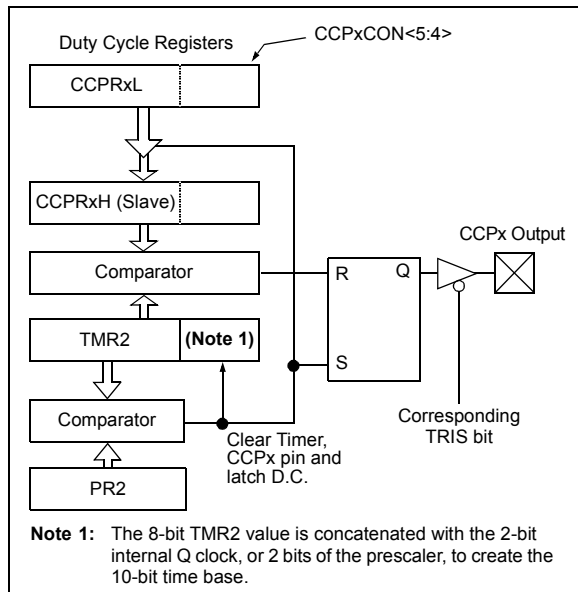 Duty Cycle Registers
CCPxCON<5:4>
CCPRxL
CCPRxH (Slave)
CCPx Output
Comparator
R
Q
TMR2
(Note 1)
S
Comparator
Clear Timer,
CCPx pin and
latch D.C.
Corresponding
TRIS bit
PR2
Note 1: The 8-bit TMR2 value is concatenated with the 2-bit
internal Q clock, or 2 bits of the prescaler, to create the
10-bit time base.